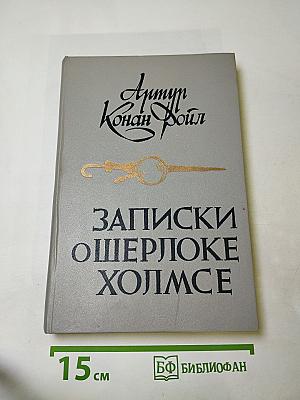 Артур
Конан Дойл
ЗАПИСКИ
О ШЕРЛОКЕ
ХОЛМСЕ
15 см
БФ БИБЛИОФАН